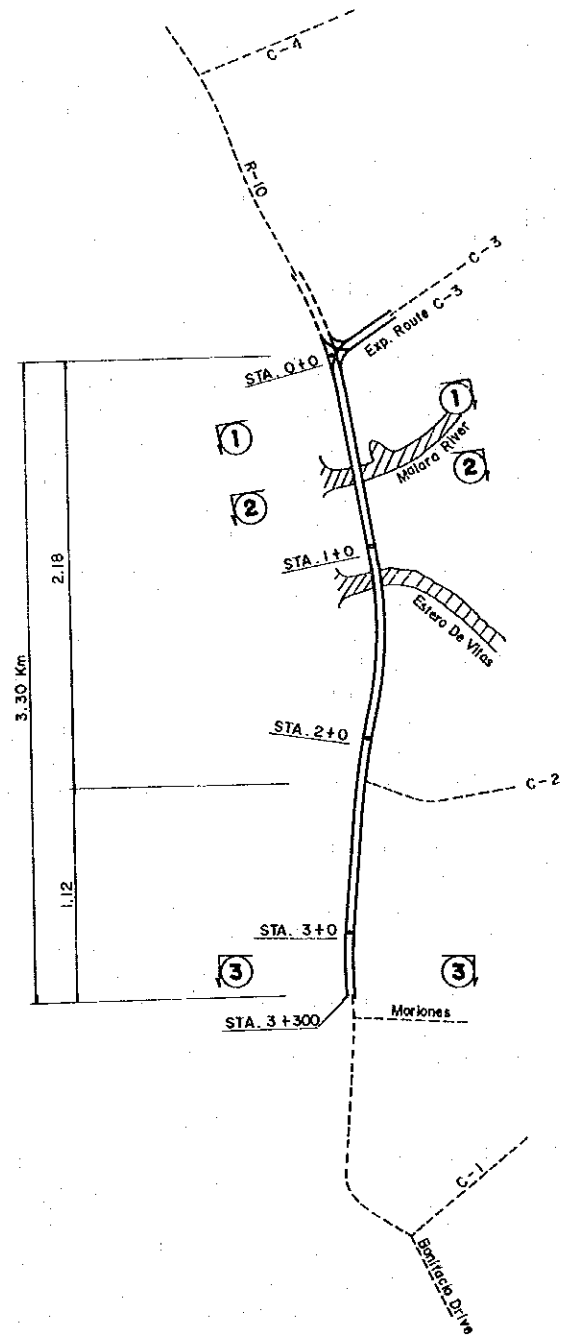 C-4
R-10
C-3
Exp. Route C-3
STA. 0+0
1
1
Malara River
2
2
STA. 1+0
2.18
Estero De Vitas
3.30 Km
STA. 2+0
C-2
1.12
STA. 3+0
3
3
STA. 3+300
Moriones
C-1
Bonifacio Drive